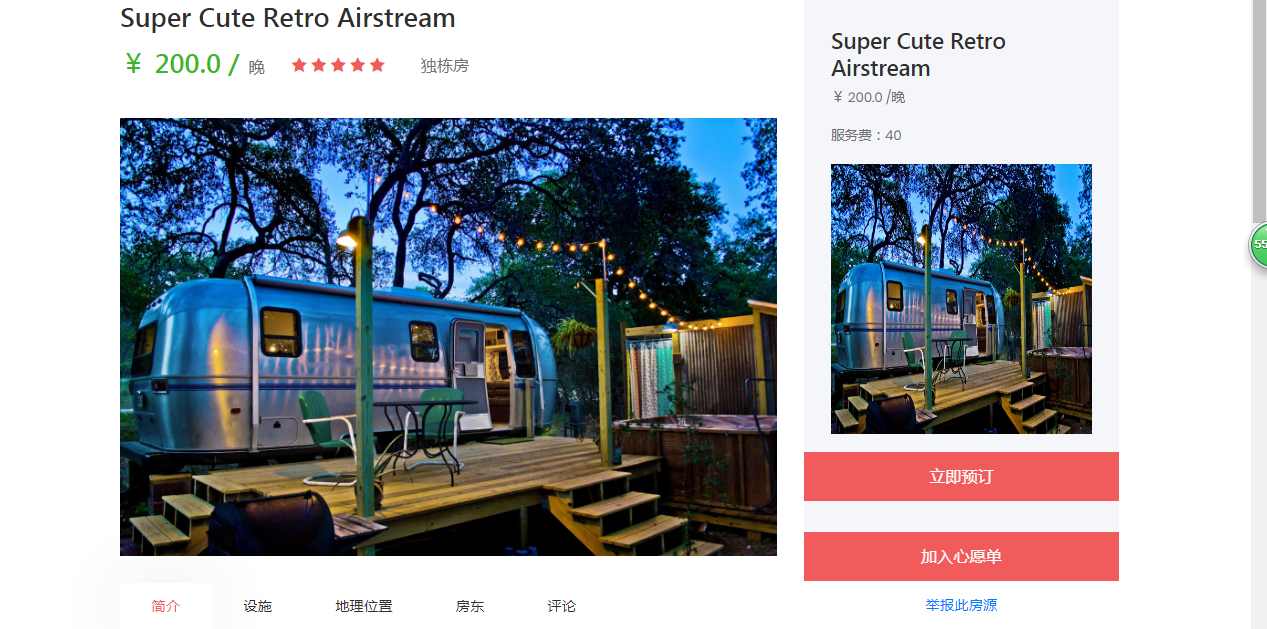 Super Cute Retro Airstream
¥ 200.0 / 晚
独栋房
简介
设施
地理位置
房东
评论
Super Cute Retro
Airstream
¥ 200.0 /晚
服务费：40
立即预订
加入心愿单
举报此房源
55